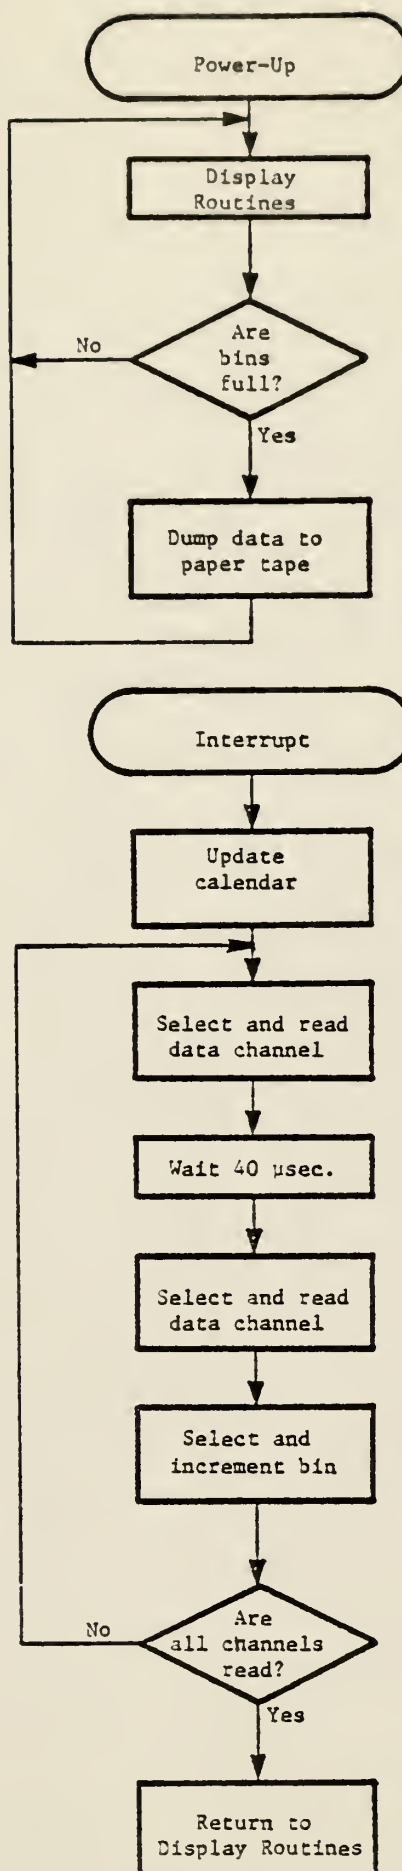 Power-Up
Display
Routines
Are
bins
full?
No
Yes
Dump data to
paper tape
Interrupt
Update
calendar
Select and read
data channel
Wait 40 µsec.
Select and read
data channel
Select and
increment bin
Are
all channels
read?
No
Yes
Return to
Display Routines